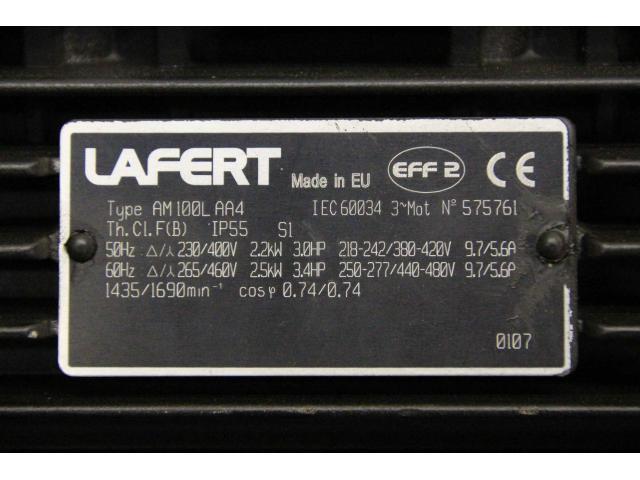 LAFERT Made in EU EFF 2 CE
Type AM100L AA4 IEC60034 3~Mot Nº 575761
Th.Cl.F(B) IP55 S1
50Hz △/⅄ 230/400V 2.2kW 3.0HP 218-242/380-420V 9.7/5.6A
60Hz △/⅄ 265/460V 2.5kW 3.4HP 250-277/440-480V 9.7/5.6A
1435/1690min⁻¹ cosφ 0.74/0.74
0107